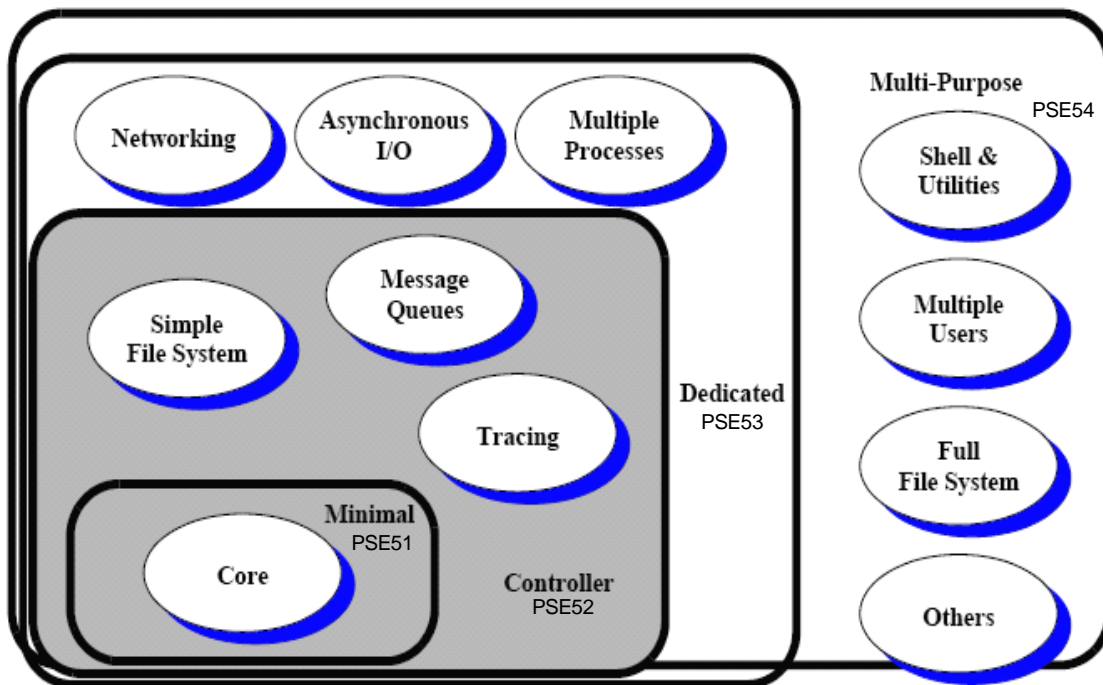 Multi-Purpose
PSE54
Networking
Asynchronous
I/O
Multiple
Processes
Shell &
Utilities
Message
Queues
Simple
File System
Multiple
Users
Dedicated
PSE53
Tracing
Full
File System
Minimal
PSE51
Core
Controller
PSE52
Others